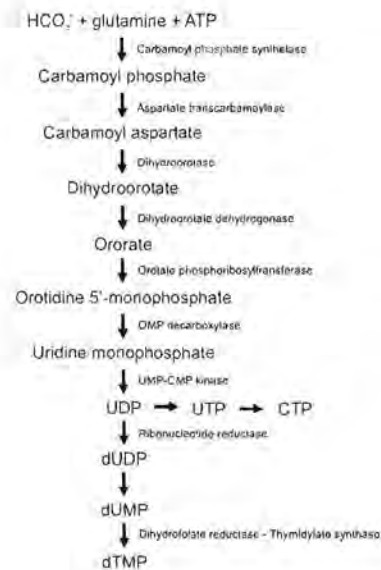 HCO₃⁻ + glutamine + ATP
Carbamoyl phosphate synthetase
Carbamoyl phosphate
Aspartate transcarbamoylase
Carbamoyl aspartate
Dihydroorotase
Dihydroorotate
Dihydroorotate dehydrogonase
Ororate
Orotate phosphoribosyltransferase
Orotidine 5'-monophosphate
OMP decarboxylase
Uridine monophosphate
UMP-CMP kinase
UDP → UTP → CTP
Ribonucleotide reductase
dUDP
dUMP
Dihydrofolate reductase - Thymidylate synthase
dTMP